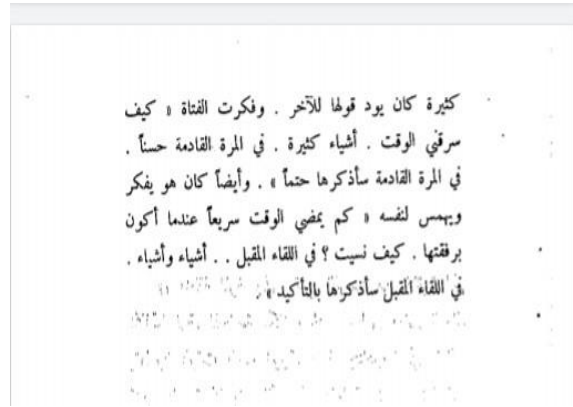 كثيرة كان يود قولها للآخر . وفكرت الفتاة « كيف
سرقني الوقت . أشياء كثيرة . في المرة القادمة حسناً .
في المرة القادمة سأذكرها حتماً » . وأيضاً كان هو يفكر
ويهمس لنفسه « كم يمضي الوقت سريعاً عندما أكون
برفقتها . كيف نسيت ؟ في اللقاء المقبل . . أشياء وأشياء .
في اللقاء المقبل سأذكرها بالتأكيد » .